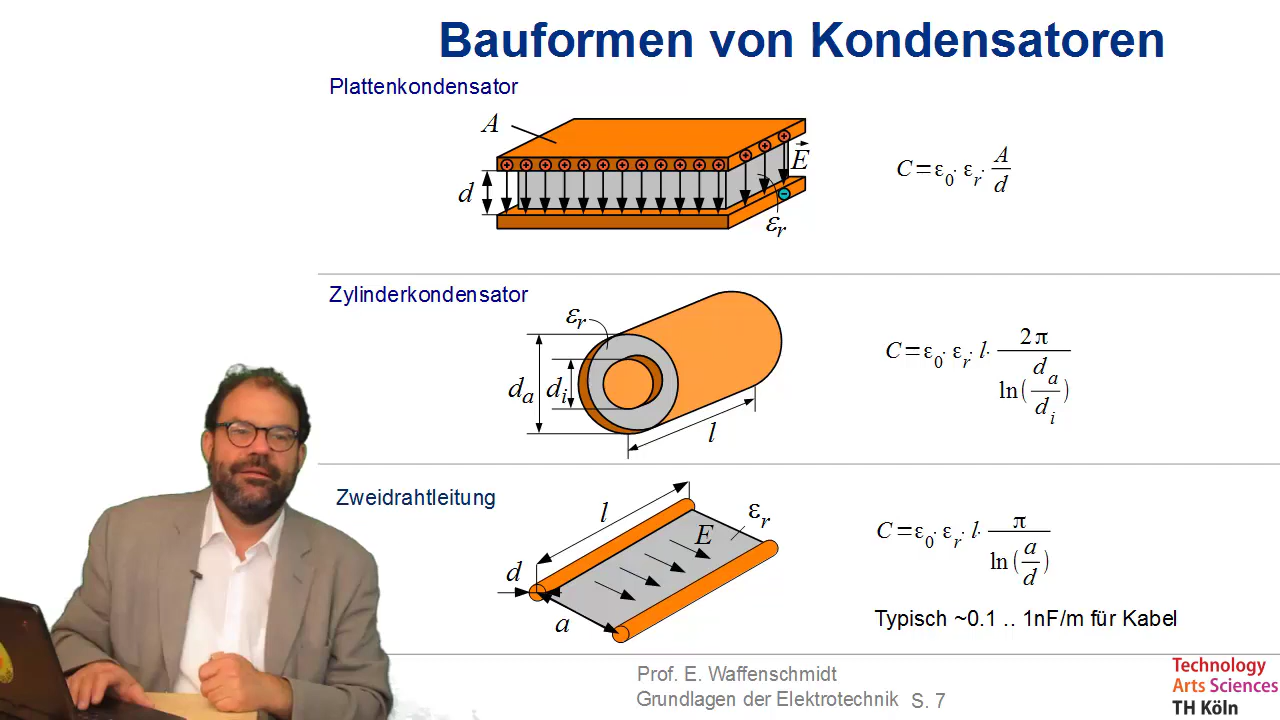 Bauformen von Kondensatoren
Plattenkondensator
A
d
E
εr
C=ε0·εr·A/d
Zylinderkondensator
εr
da
di
l
C=ε0·εr·l·2π/ln(da/di)
Zweidrahtleitung
l
εr
E
d
a
C=ε0·εr·l·π/ln(a/d)
Typisch ~0.1 .. 1nF/m für Kabel
Prof. E. Waffenschmidt
Grundlagen der Elektrotechnik S. 7
Technology
Arts Sciences
TH Köln